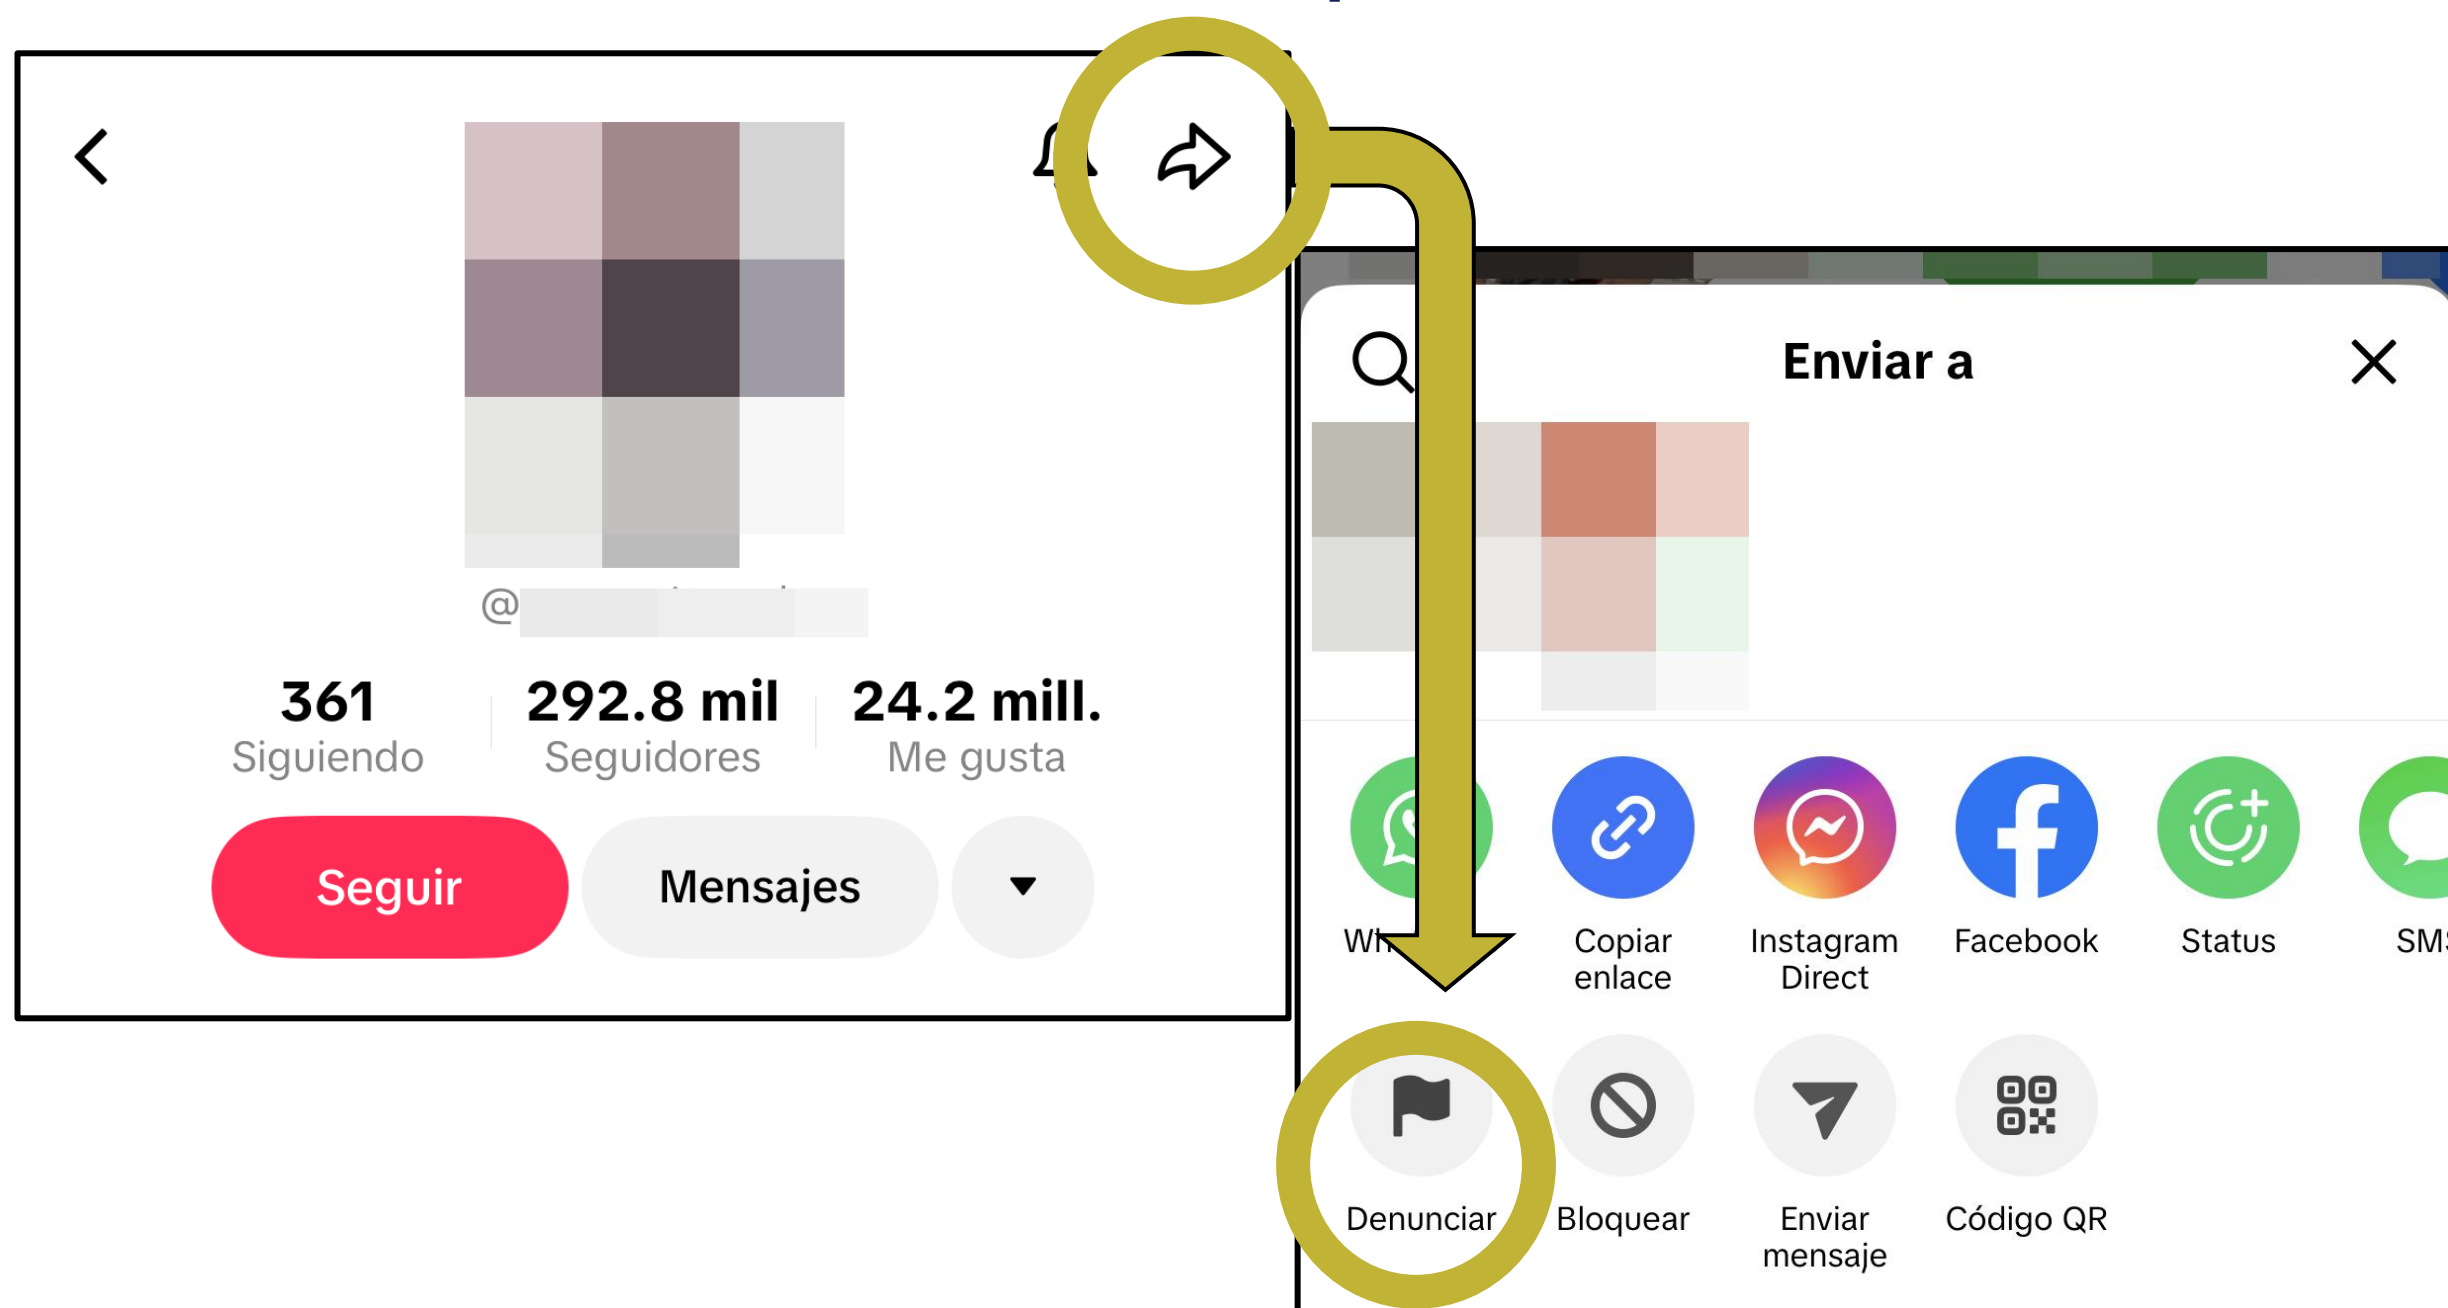 @
361
Siguiendo
292.8 mil
Seguidores
24.2 mill.
Me gusta
Seguir
Mensajes
Enviar a
Copiar
enlace
Instagram
Direct
Facebook
Status
Denunciar
Bloquear
Enviar
mensaje
Código QR